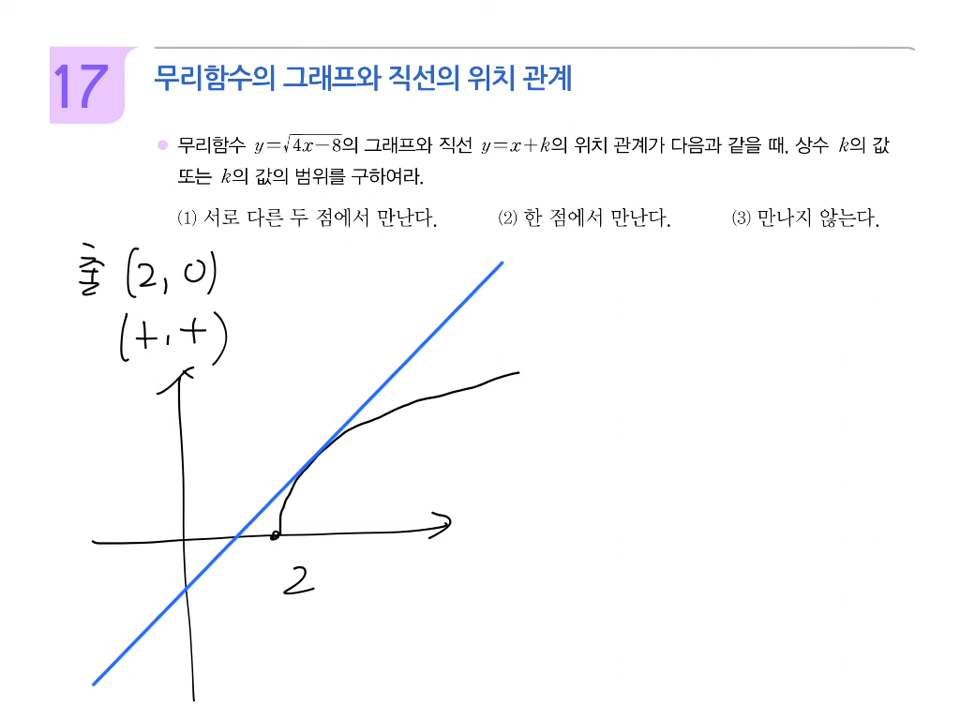 17 무리함수의 그래프와 직선의 위치 관계
● 무리함수 y=√4x−8의 그래프와 직선 y=x+k의 위치 관계가 다음과 같을 때, 상수 k의 값
또는 k의 값의 범위를 구하여라.
(1) 서로 다른 두 점에서 만난다. (2) 한 점에서 만난다. (3) 만나지 않는다.
출 (2, 0)
(+, +)
2